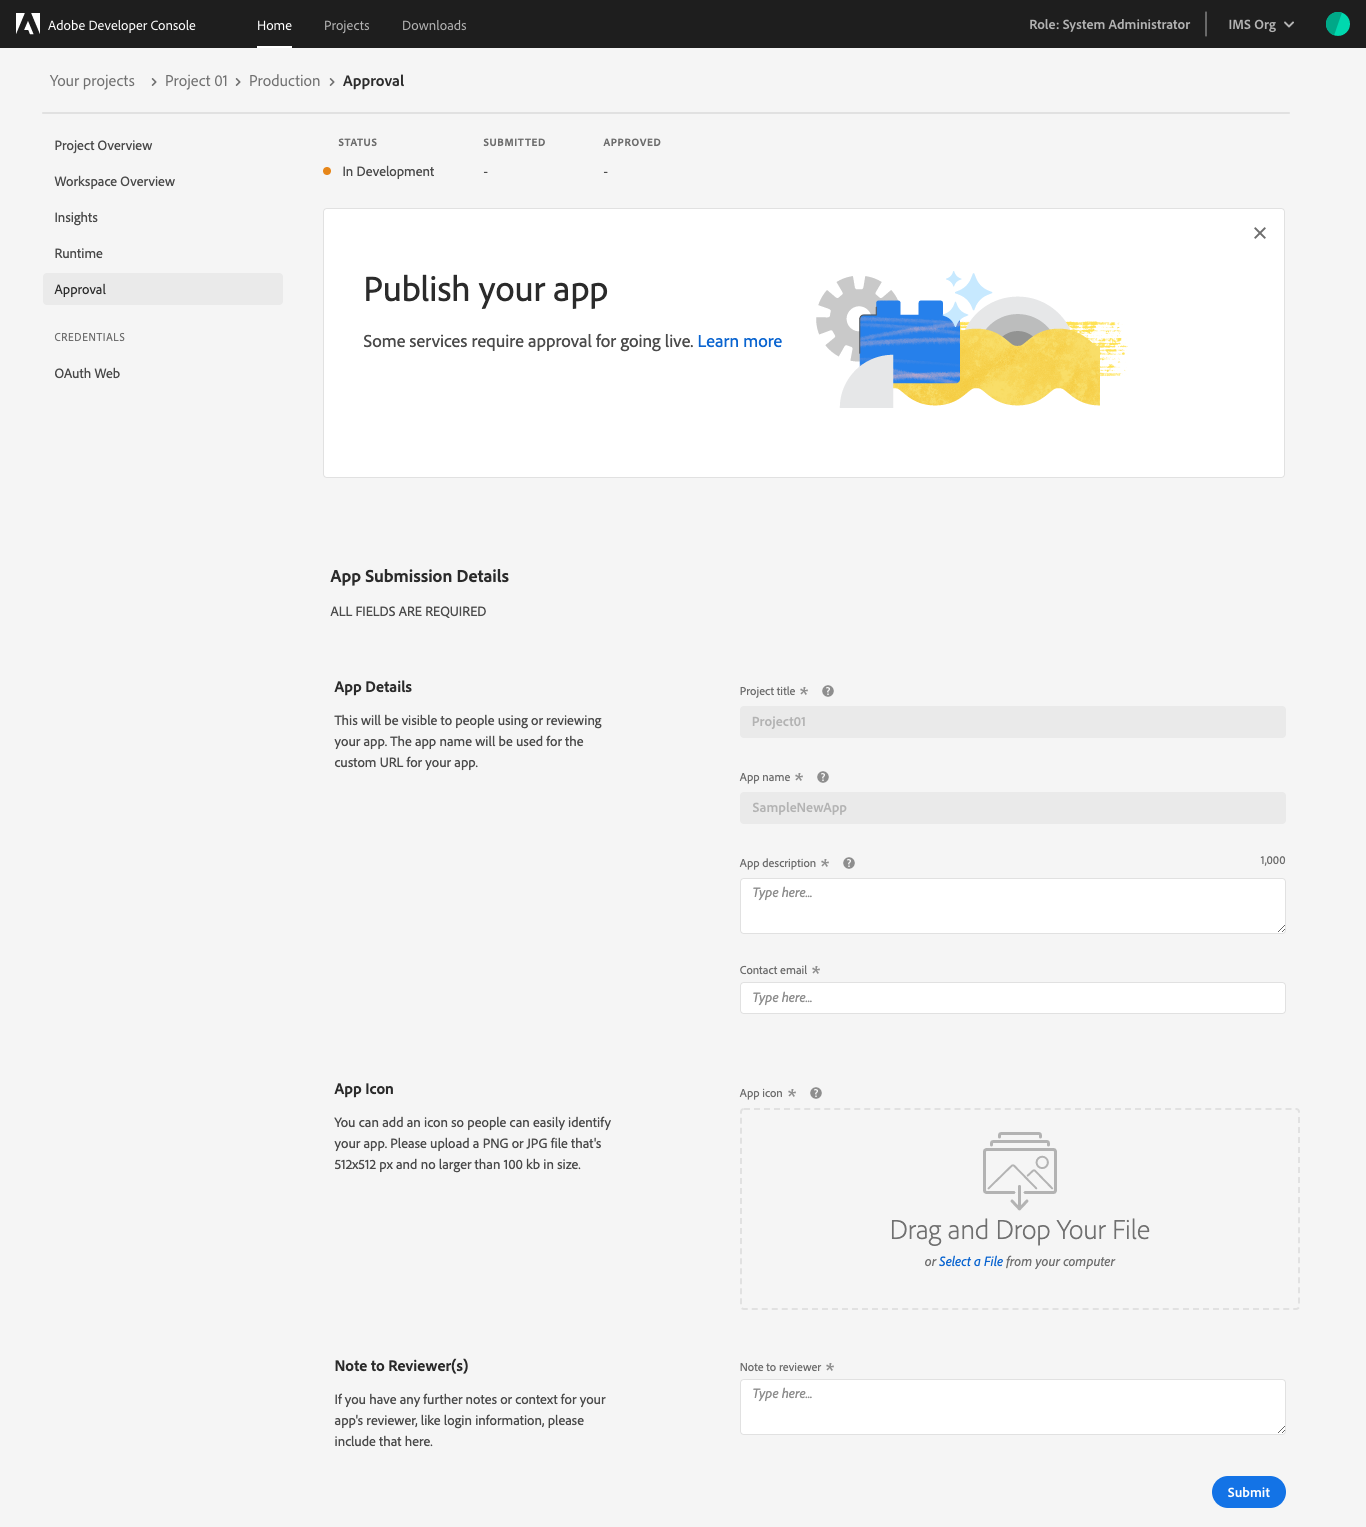 Adobe Developer Console
Home
Projects
Downloads
Role: System Administrator
IMS Org
Your projects > Project 01 > Production > Approval
Project Overview
Workspace Overview
Insights
Runtime
Approval
CREDENTIALS
OAuth Web
STATUS
SUBMITTED
APPROVED
In Development
-
-
Publish your app
Some services require approval for going live. Learn more
App Submission Details
ALL FIELDS ARE REQUIRED
App Details
This will be visible to people using or reviewing
your app. The app name will be used for the
custom URL for your app.
Project title *
Project01
App name *
SampleNewApp
App description *
1,000
Type here...
Contact email *
Type here...
App Icon
You can add an icon so people can easily identify
your app. Please upload a PNG or JPG file that's
512x512 px and no larger than 100 kb in size.
App icon *
Drag and Drop Your File
or Select a File from your computer
Note to Reviewer(s)
If you have any further notes or context for your
app's reviewer, like login information, please
include that here.
Note to reviewer *
Type here...
Submit